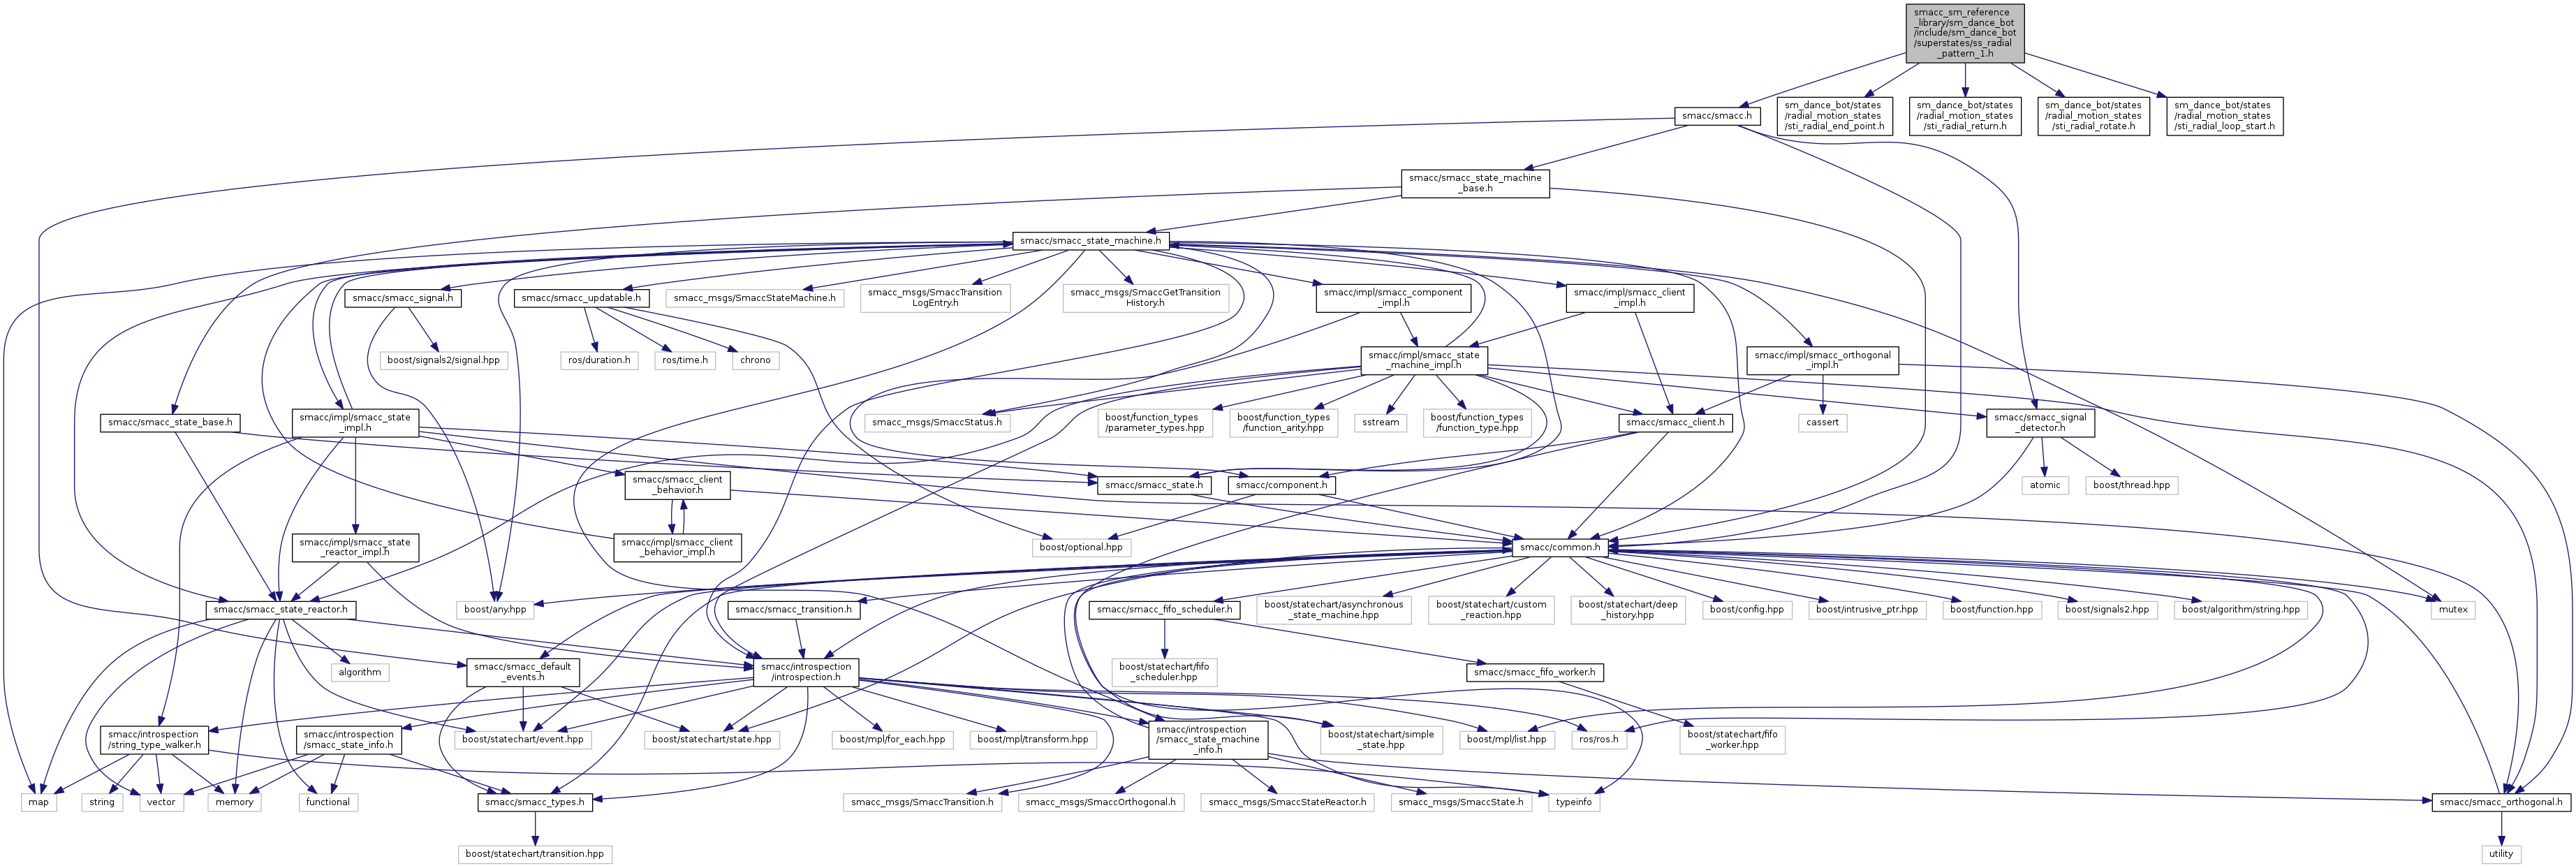 smacc_sm_reference
_library/sm_dance_bot
/include/sm_dance_bot
/superstates/ss_radial
_pattern_1.h
smacc/smacc.h
sm_dance_bot/states
/radial_motion_states
/sti_radial_end_point.h
sm_dance_bot/states
/radial_motion_states
/sti_radial_return.h
sm_dance_bot/states
/radial_motion_states
/sti_radial_rotate.h
sm_dance_bot/states
/radial_motion_states
/sti_radial_loop_start.h
smacc/smacc_state_machine
_base.h
smacc/smacc_state_machine.h
smacc/smacc_signal.h
smacc/smacc_updatable.h
smacc_msgs/SmaccStateMachine.h
smacc_msgs/SmaccTransition
LogEntry.h
smacc_msgs/SmaccGetTransition
History.h
smacc/impl/smacc_component
_impl.h
smacc/impl/smacc_client
_impl.h
boost/signals2/signal.hpp
ros/duration.h
ros/time.h
chrono
smacc/impl/smacc_state
_machine_impl.h
smacc/impl/smacc_orthogonal
_impl.h
smacc/smacc_state_base.h
smacc/impl/smacc_state
_impl.h
smacc_msgs/SmaccStatus.h
boost/function_types
/parameter_types.hpp
boost/function_types
/function_arity.hpp
sstream
boost/function_types
/function_type.hpp
smacc/smacc_client.h
cassert
smacc/smacc_signal
_detector.h
smacc/smacc_client
_behavior.h
smacc/smacc_state.h
smacc/component.h
atomic
boost/thread.hpp
smacc/impl/smacc_state
_reactor_impl.h
smacc/impl/smacc_client
_behavior_impl.h
boost/optional.hpp
smacc/common.h
smacc/smacc_state_reactor.h
boost/any.hpp
smacc/smacc_transition.h
smacc/smacc_fifo_scheduler.h
boost/statechart/asynchronous
_state_machine.hpp
boost/statechart/custom
_reaction.hpp
boost/statechart/deep
_history.hpp
boost/config.hpp
boost/intrusive_ptr.hpp
boost/function.hpp
boost/signals2.hpp
boost/algorithm/string.hpp
mutex
algorithm
smacc/smacc_default
_events.h
smacc/introspection
/introspection.h
boost/statechart/fifo
_scheduler.hpp
smacc/smacc_fifo_worker.h
smacc/introspection
/string_type_walker.h
smacc/introspection
/smacc_state_info.h
boost/statechart/event.hpp
boost/statechart/state.hpp
boost/mpl/for_each.hpp
boost/mpl/transform.hpp
smacc/introspection
/smacc_state_machine
_info.h
boost/statechart/simple
_state.hpp
boost/mpl/list.hpp
ros/ros.h
boost/statechart/fifo
_worker.hpp
map
string
vector
memory
functional
smacc/smacc_types.h
smacc_msgs/SmaccTransition.h
smacc_msgs/SmaccOrthogonal.h
smacc_msgs/SmaccStateReactor.h
smacc_msgs/SmaccState.h
typeinfo
smacc/smacc_orthogonal.h
boost/statechart/transition.hpp
utility